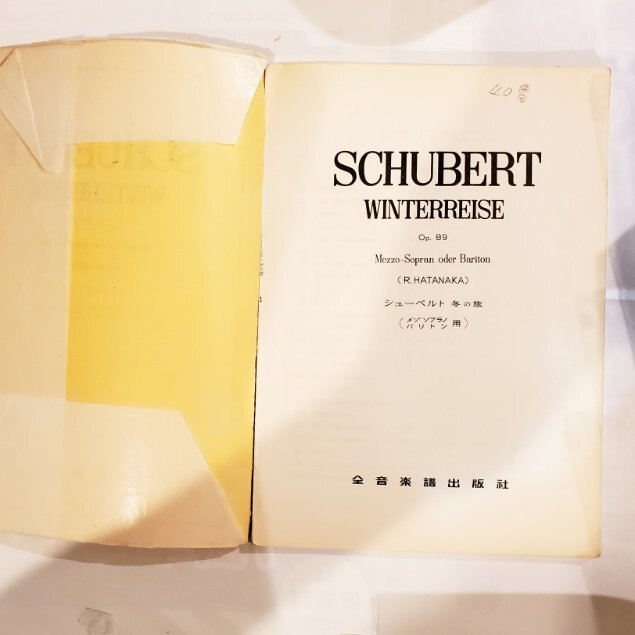 SCHUBERT
WINTERREISE
Op. 89
Mezzo-Sopran oder Bariton
(R. HATANAKA)
シューベルト 冬の旅
(メゾソプラノ
バリトン 用)
全音楽譜出版社